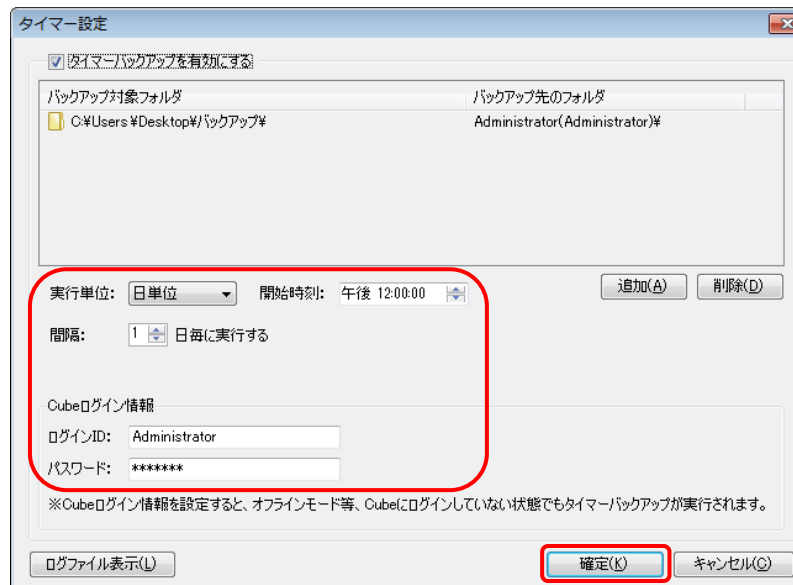 タイマー設定
タイマーバックアップを有効にする
バックアップ対象フォルダ バックアップ先のフォルダ
C:¥Users¥Desktop¥バックアップ¥ Administrator(Administrator)¥
実行単位: 日単位 開始時刻: 午後 12:00:00 追加(A) 削除(D)
間隔: 1 日毎に実行する
Cubeログイン情報
ログインID: Administrator
パスワード: *******
※Cubeログイン情報を設定すると、オフラインモード等、Cubeにログインしていない状態でもタイマーバックアップが実行されます。
ログファイル表示(L) 確定(K) キャンセル(C)